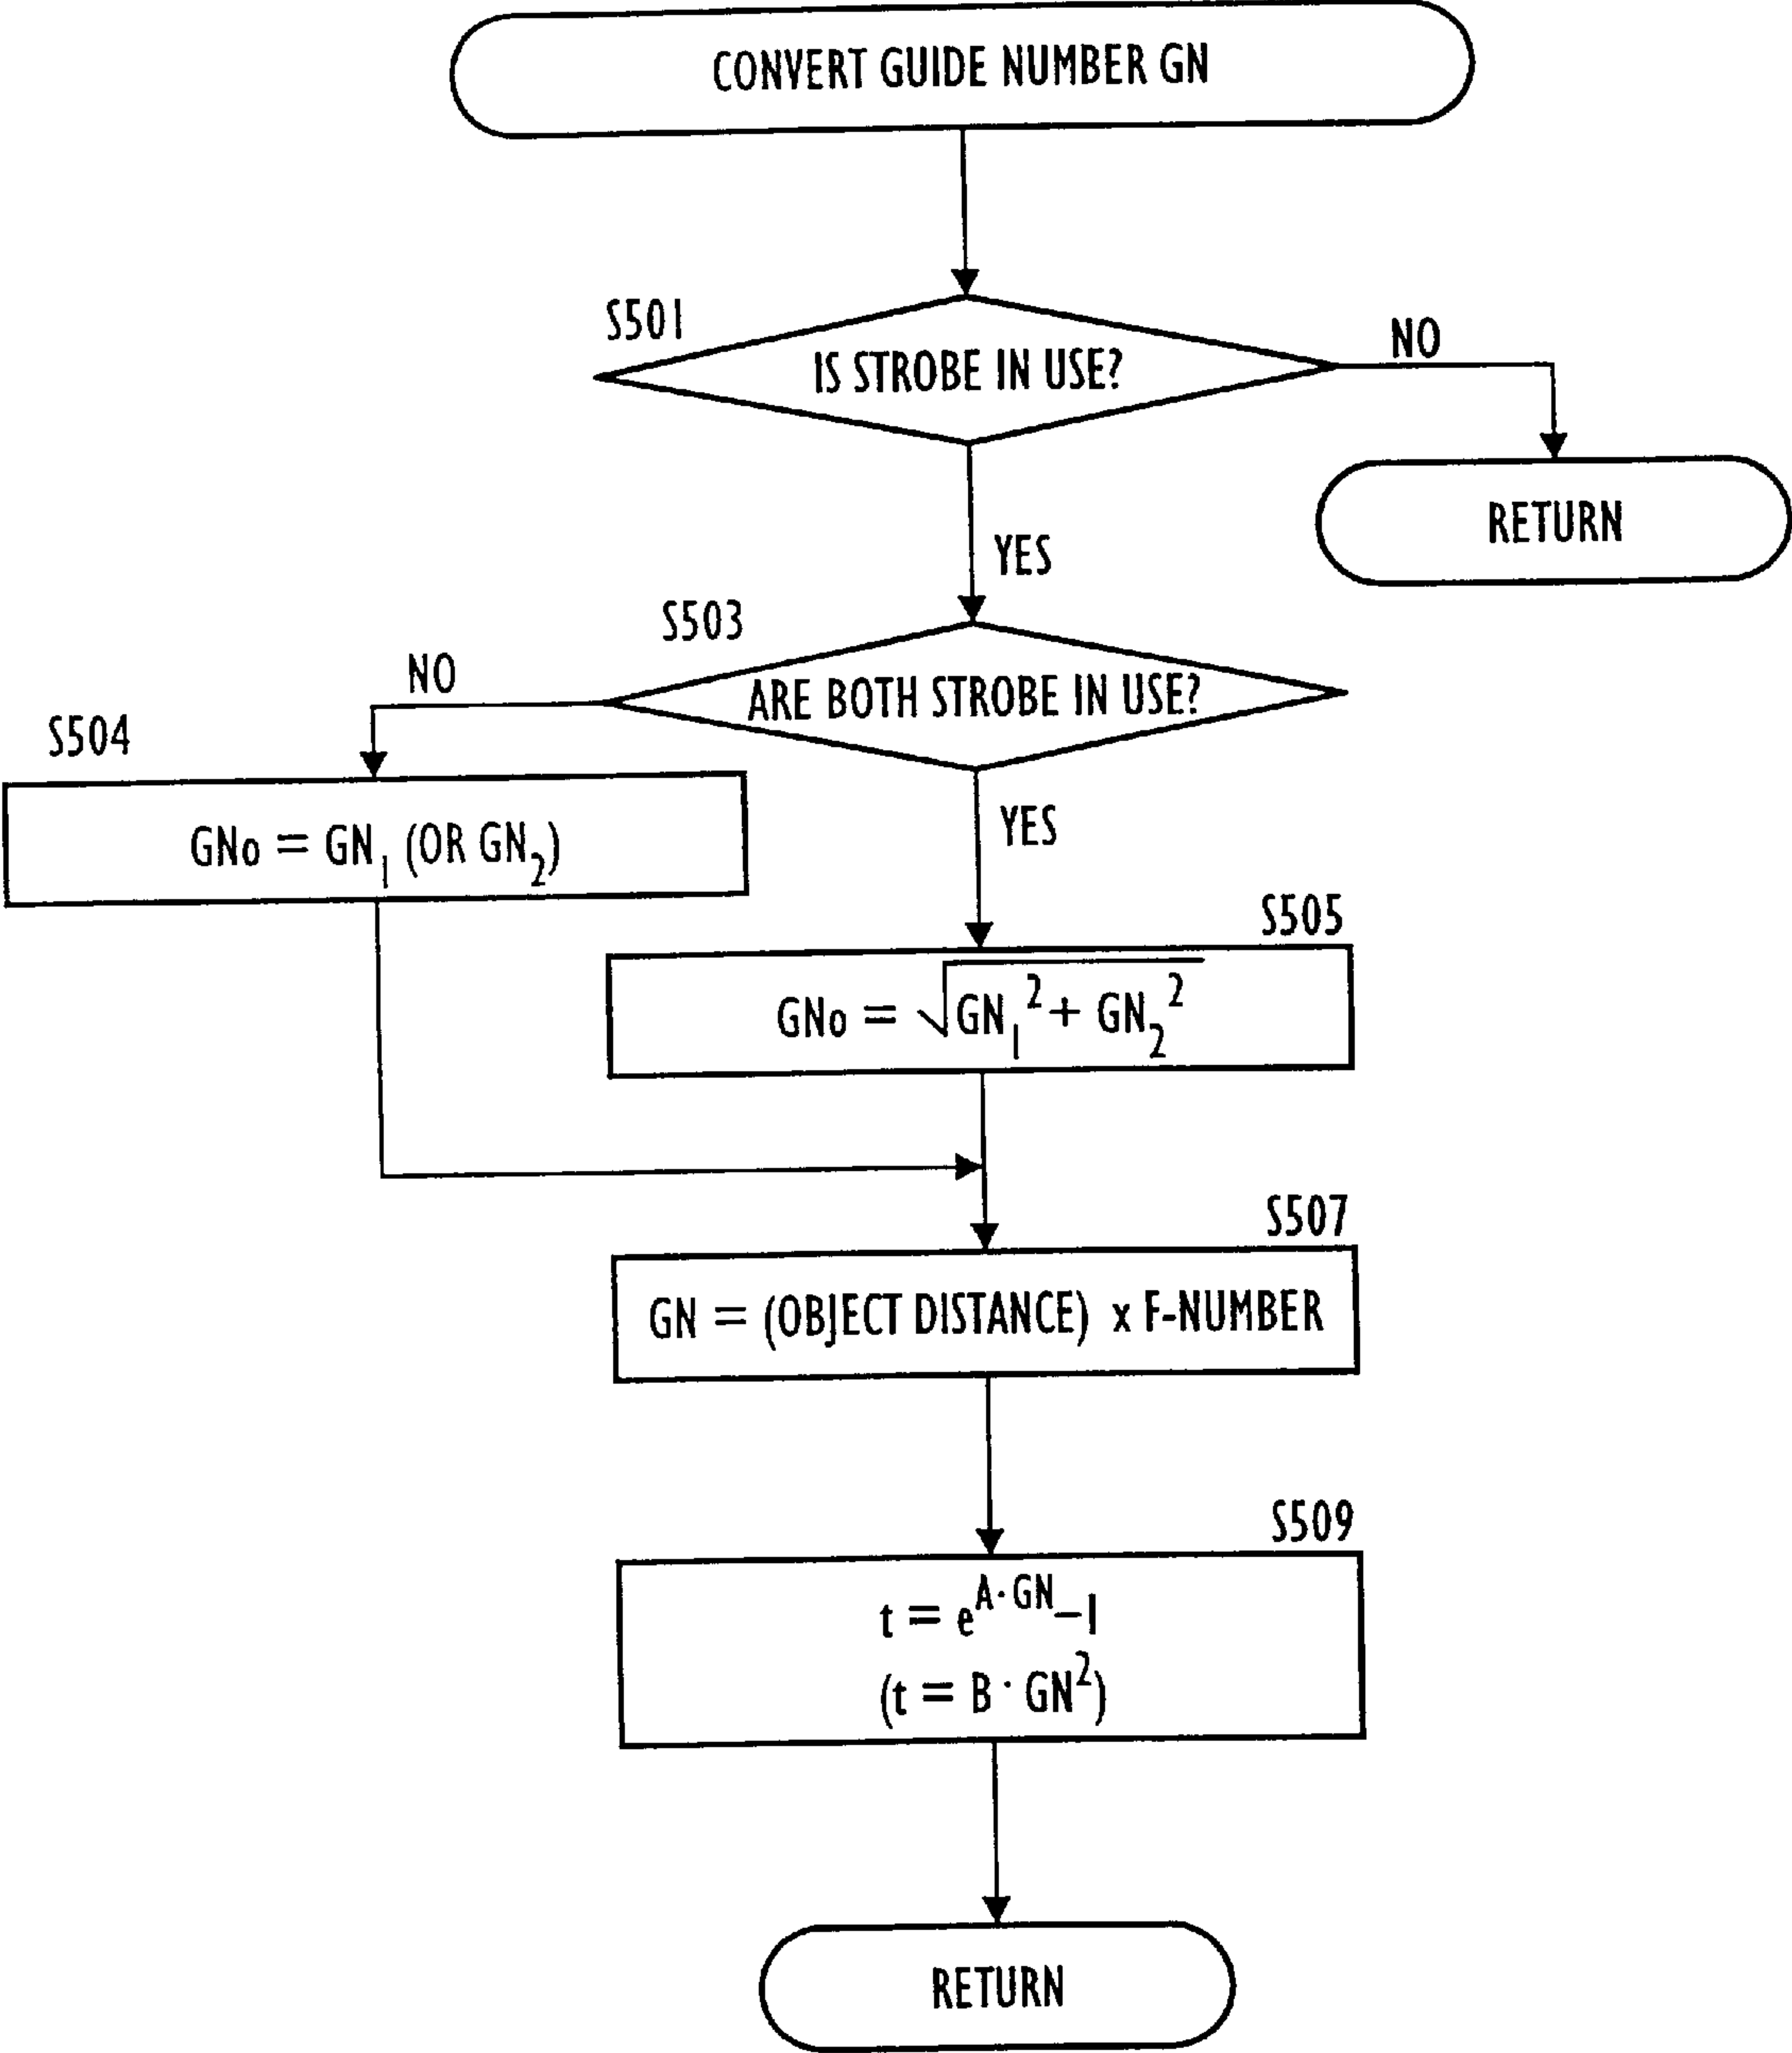 CONVERT GUIDE NUMBER GN
S501
IS STROBE IN USE?
NO
RETURN
YES
S503
ARE BOTH STROBE IN USE?
NO
S504
GNo = GN₁ (OR GN₂)
YES
S505
GNo = √GN₁² + GN₂²
S507
GN = (OBJECT DISTANCE) x F-NUMBER
S509
t = e^A·GN –1
(t = B · GN²)
RETURN